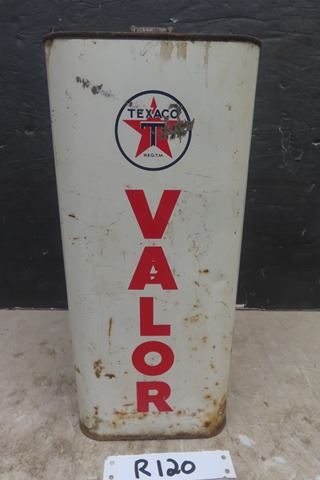 TEXACO
T
REG.T.M.
VALOR
R120